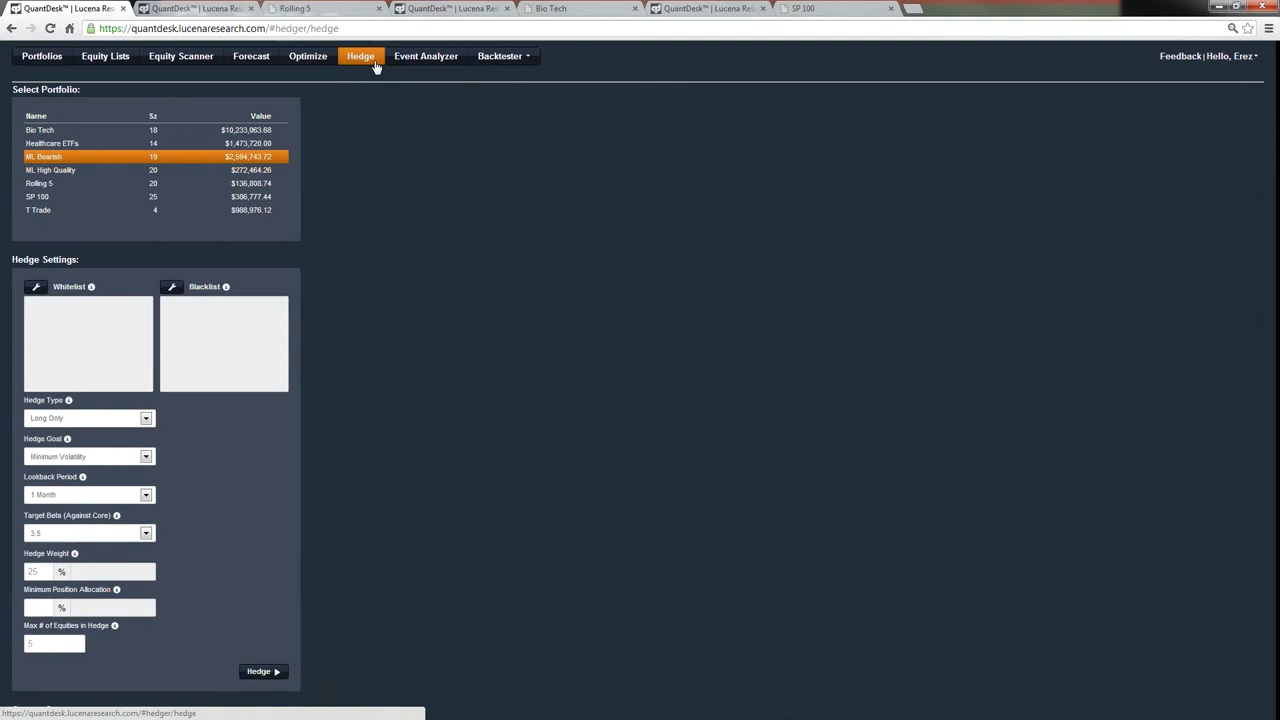 QuantDesk™ | Lucena Res
QuantDesk™ | Lucena Res
Rolling 5
QuantDesk™ | Lucena Res
Bio Tech
QuantDesk™ | Lucena Res
SP 100
https://quantdesk.lucenaresearch.com/#hedger/hedge
Portfolios
Equity Lists
Equity Scanner
Forecast
Optimize
Hedge
Event Analyzer
Backtester
Feedback | Hello, Erez
Select Portfolio:
Name Sz Value
Bio Tech 18 $10,233,063.68
Healthcare ETFs 14 $1,473,720.00
ML Bearish 19 $2,594,743.72
ML High Quality 20 $272,464.26
Rolling 5 20 $136,808.74
SP 100 25 $386,777.44
T Trade 4 $988,976.12
Hedge Settings:
Whitelist Blacklist
Hedge Type
Long Only
Hedge Goal
Minimum Volatility
Lookback Period
1 Month
Target Beta (Against Core)
3.5
Hedge Weight
25 %
Minimum Position Allocation
%
Max # of Equities in Hedge
5
Hedge
https://quantdesk.lucenaresearch.com/#hedger/hedge